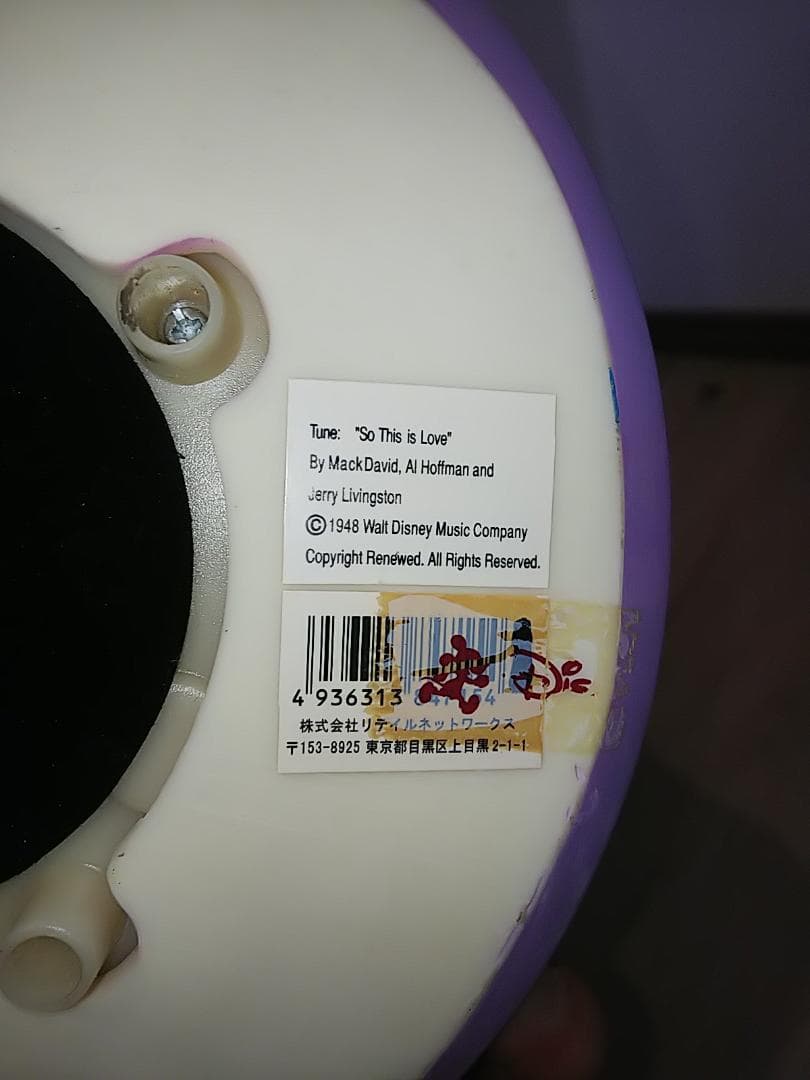 Tune: "So This is Love"
By Mack David, Al Hoffman and
Jerry Livingston
©1948 Walt Disney Music Company
Copyright Renewed. All Rights Reserved.
4 936313
株式会社リテイルネットワークス
〒153-8925 東京都目黒区上目黒2-1-1